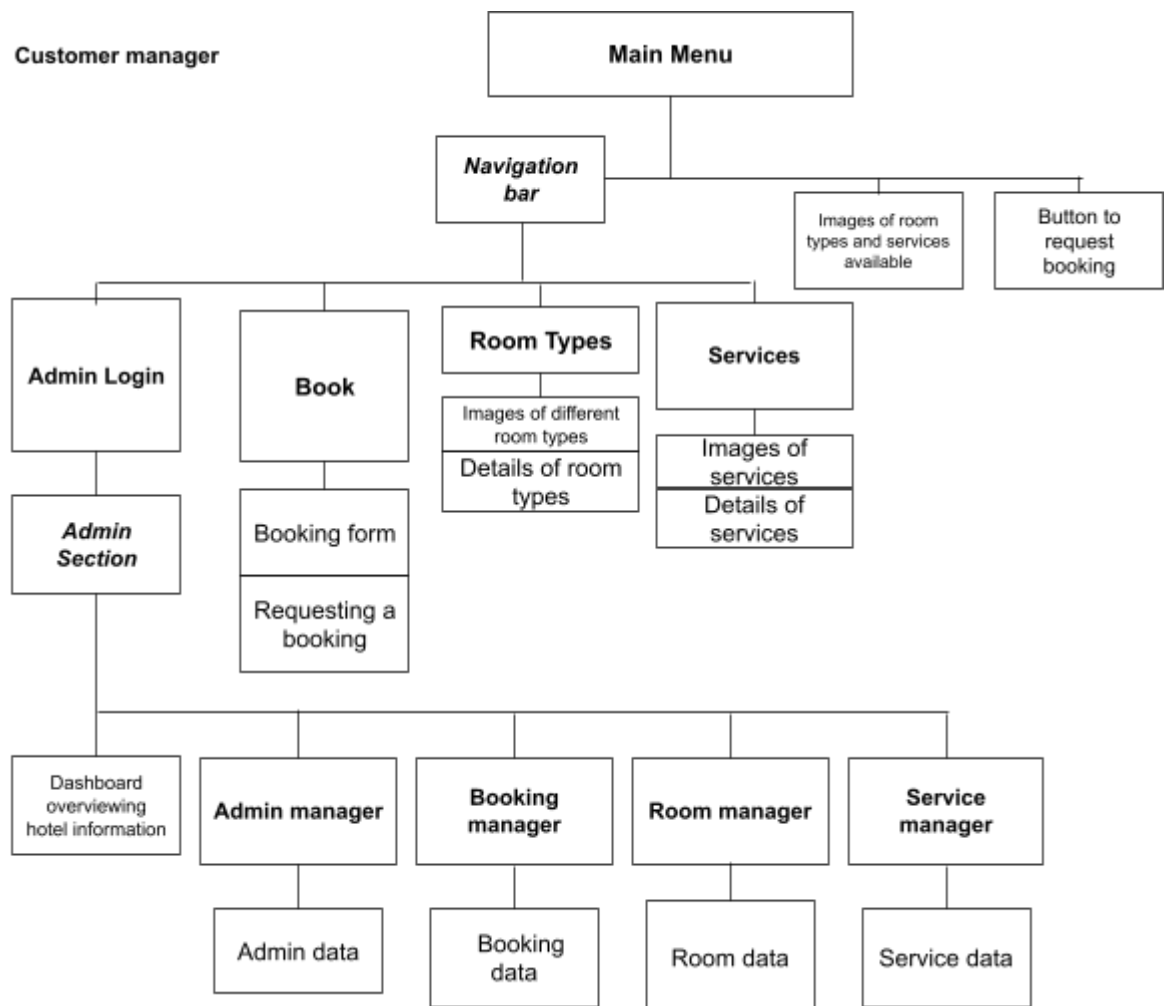 Customer manager
Main Menu
Navigation
bar
Images of room
types and services
available
Button to
request
booking
Admin Login
Book
Room Types
Services
Images of different
room types
Details of room
types
Images of
services
Details of
services
Admin
Section
Booking form
Requesting a
booking
Dashboard
overviewing
hotel information
Admin manager
Booking
manager
Room manager
Service
manager
Admin data
Booking
data
Room data
Service data